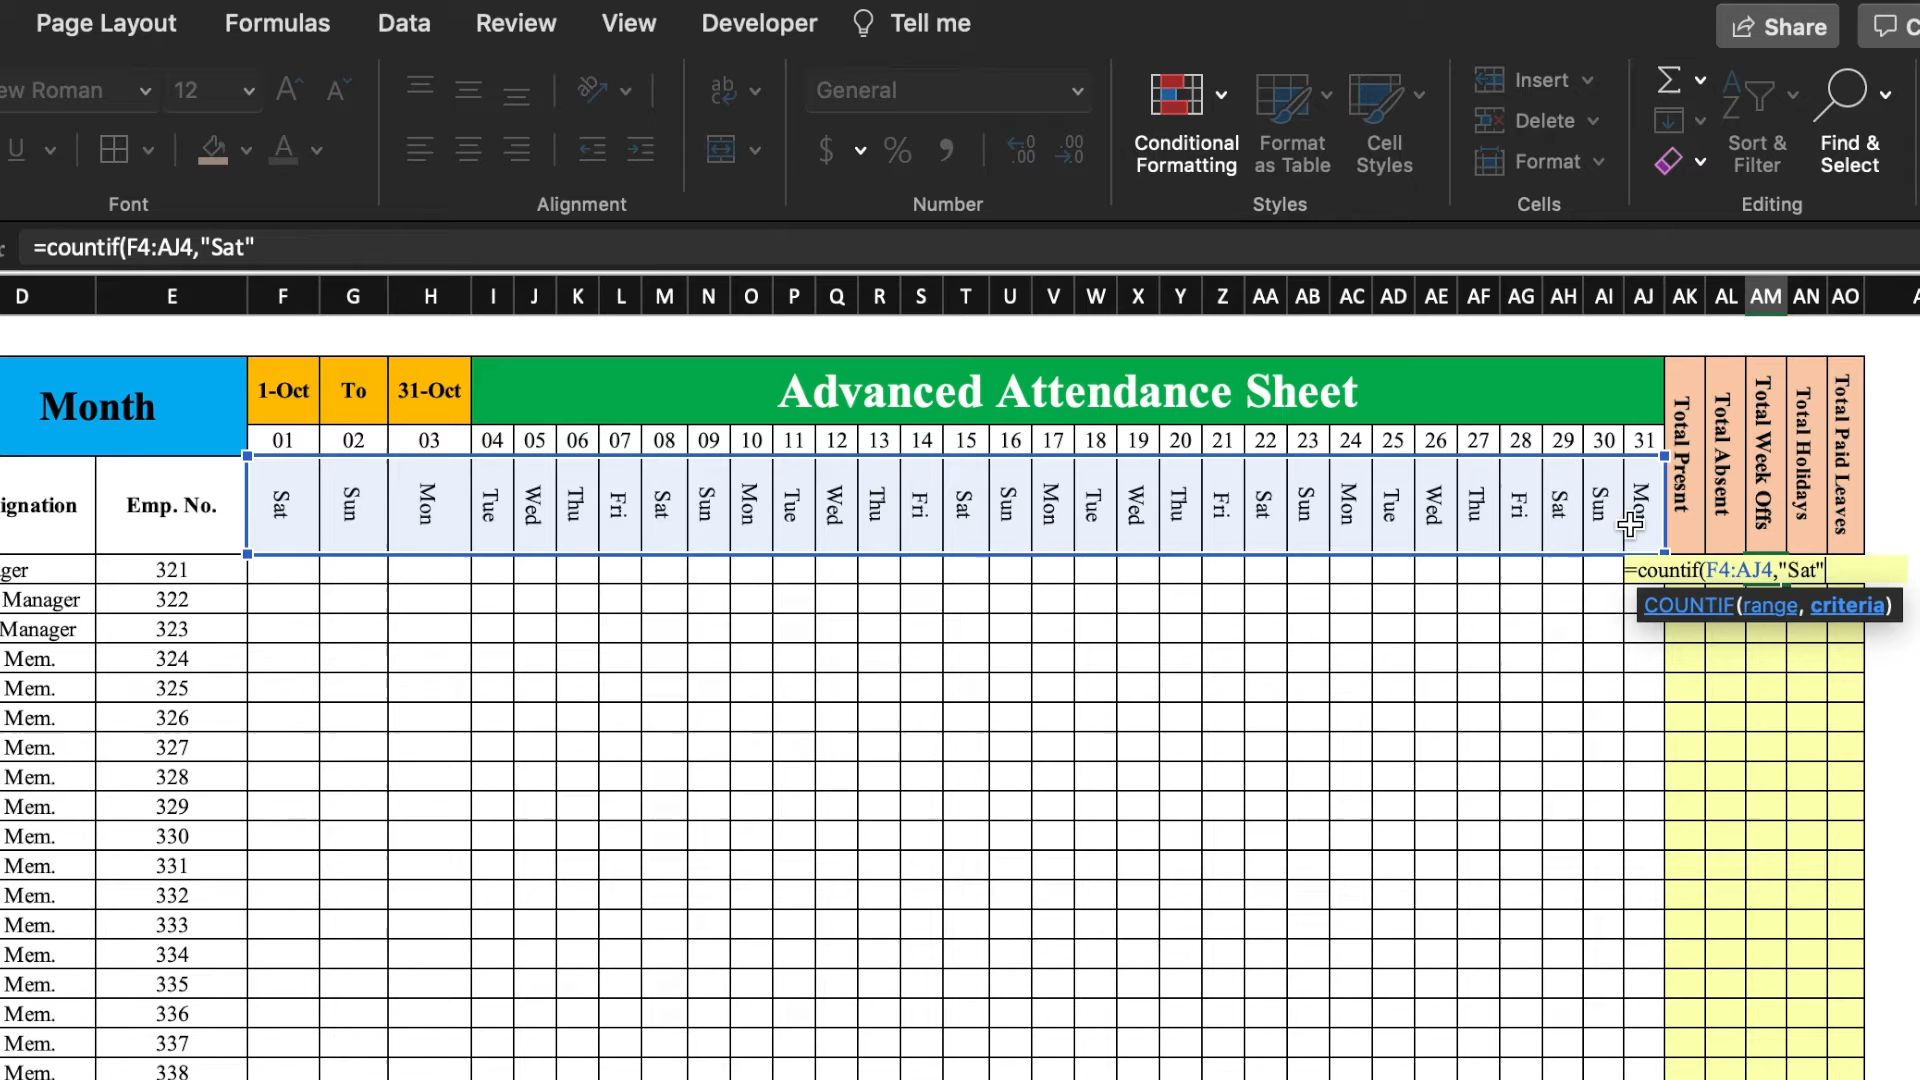 Page Layout Formulas Data Review View Developer Tell me Share
ew Roman 12 General Insert
Delete
Format
U $ % , .00 .00
Conditional Formatting
Format as Table
Cell Styles
Sort & Filter
Find & Select
Font Alignment Number Styles Cells Editing
=countif(F4:AJ4,"Sat"
D E F G H I J K L M N O P Q R S T U V W X Y Z AA AB AC AD AE AF AG AH AI AJ AK AL AM AN AO
Month 1-Oct To 31-Oct Advanced Attendance Sheet
Total Presnt
Total Absent
Total Week Offs
Total Holidays
Total Paid Leaves
01 02 03 04 05 06 07 08 09 10 11 12 13 14 15 16 17 18 19 20 21 22 23 24 25 26 27 28 29 30 31
ignation Emp. No. Sat Sun Mon Tue Wed Thu Fri Sat Sun Mon Tue Wed Thu Fri Sat Sun Mon Tue Wed Thu Fri Sat Sun Mon Tue Wed Thu Fri Sat Sun Mon
ger 321 =countif(F4:AJ4,"Sat"
Manager 322 COUNTIF(range, criteria)
Manager 323
Mem. 324
Mem. 325
Mem. 326
Mem. 327
Mem. 328
Mem. 329
Mem. 330
Mem. 331
Mem. 332
Mem. 333
Mem. 334
Mem. 335
Mem. 336
Mem. 337
Mem. 338